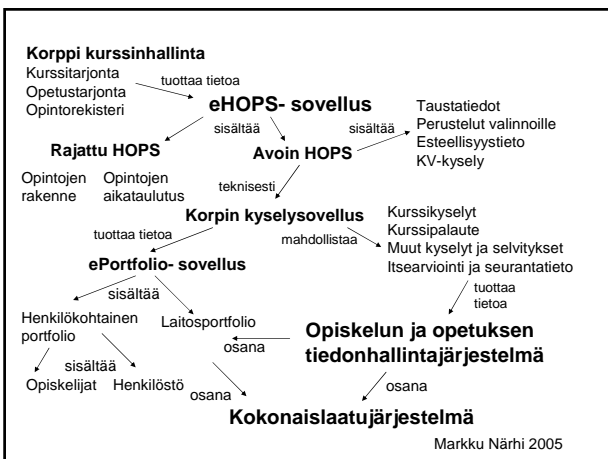 Korppi kurssinhallinta
Kurssitarjonta
Opetustarjonta
Opintorekisteri
tuottaa tietoa
eHOPS- sovellus
sisältää
sisältää
Taustatiedot
Perustelut valinnoille
Esteellisyystieto
KV-kysely
Rajattu HOPS
Avoin HOPS
Opintojen
rakenne
Opintojen
aikataulutus
teknisesti
Korpin kyselysovellus
tuottaa tietoa
mahdollistaa
Kurssikyselyt
Kurssipalaute
Muut kyselyt ja selvitykset
Itsearviointi ja seurantatieto
ePortfolio- sovellus
sisältää
tuottaa
tietoa
Henkilökohtainen
portfolio
Laitosportfolio
osana
Opiskelun ja opetuksen
tiedonhallintajärjestelmä
sisältää
Opiskelijat
Henkilöstö
osana
osana
Kokonaislaatujärjestelmä
Markku Närhi 2005